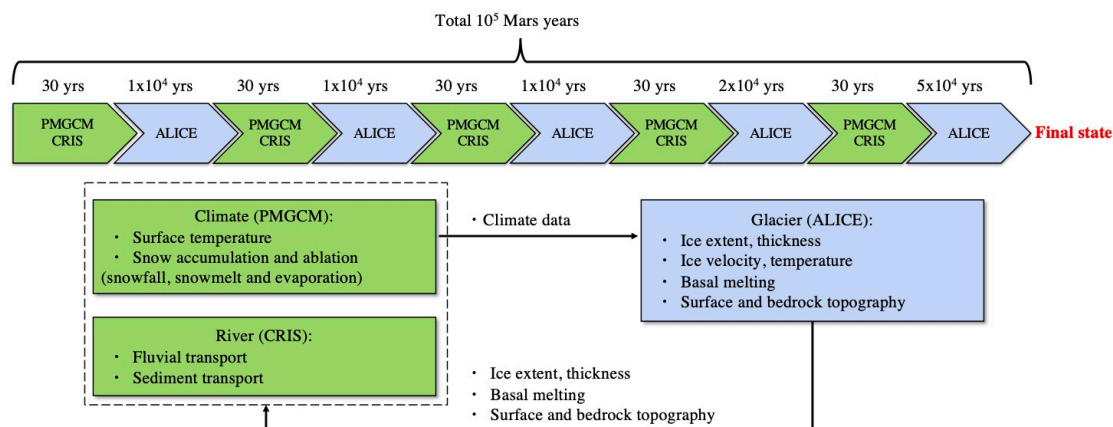 Total 10⁵ Mars years
30 yrs 1x10⁴ yrs 30 yrs 1x10⁴ yrs 30 yrs 1x10⁴ yrs 30 yrs 2x10⁴ yrs 30 yrs 5x10⁴ yrs
PMGCM
CRIS
ALICE
PMGCM
CRIS
ALICE
PMGCM
CRIS
ALICE
PMGCM
CRIS
ALICE
PMGCM
CRIS
ALICE
Final state
Climate (PMGCM):
・ Surface temperature
・ Snow accumulation and ablation
(snowfall, snowmelt and evaporation)
・Climate data
Glacier (ALICE):
・ Ice extent, thickness
・ Ice velocity, temperature
・ Basal melting
・ Surface and bedrock topography
River (CRIS):
・ Fluvial transport
・ Sediment transport
・ Ice extent, thickness
・ Basal melting
・ Surface and bedrock topography